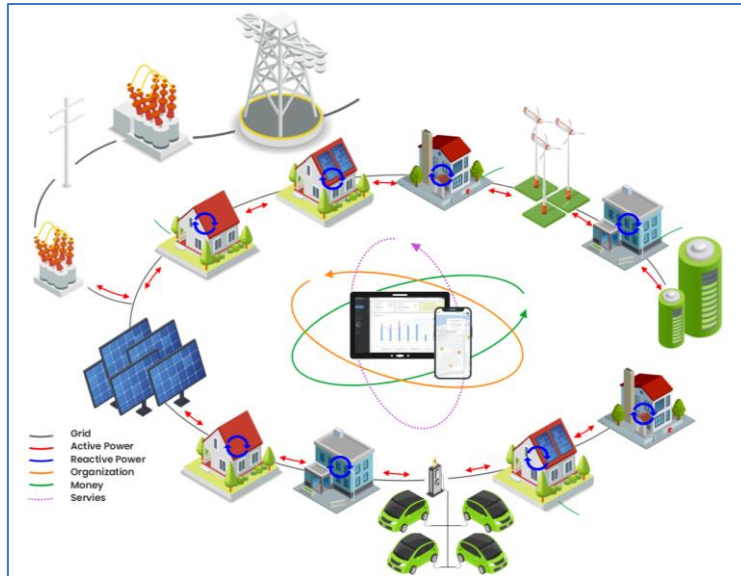 Grid
Active Power
Reactive Power
Organization
Money
Servies